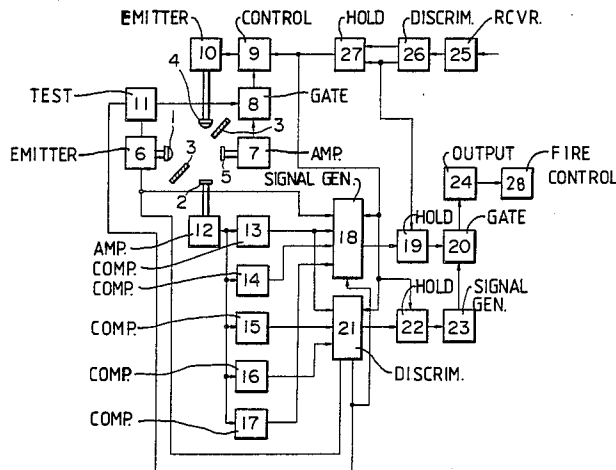 EMITTER CONTROL HOLD DISCRIM. RCVR.
10 9 27 26 25
4
TEST 11 1 8 GATE
3
EMITTER 6 5 7 AMP.
3
OUTPUT FIRE CONTROL
24 28
2
SIGNAL GEN.
HOLD GATE
AMP. 12 13 18 19 20
COMP.
COMP. 14
HOLD SIGNAL GEN.
COMP. 15 21 22 23
DISCRIM.
COMP. 16
COMP. 17